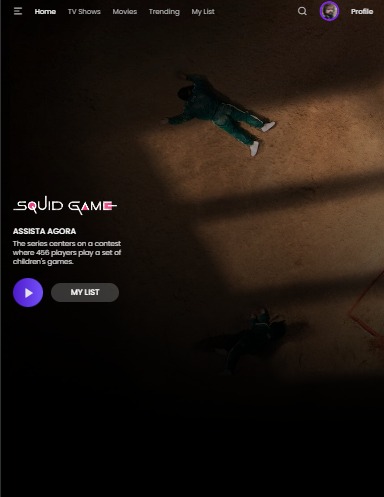 Home TV Shows Movies Trending My List Profile
SQUID GAME
ASSISTA AGORA
The series centers on a contest
where 456 players play a set of
children's games.
MY LIST